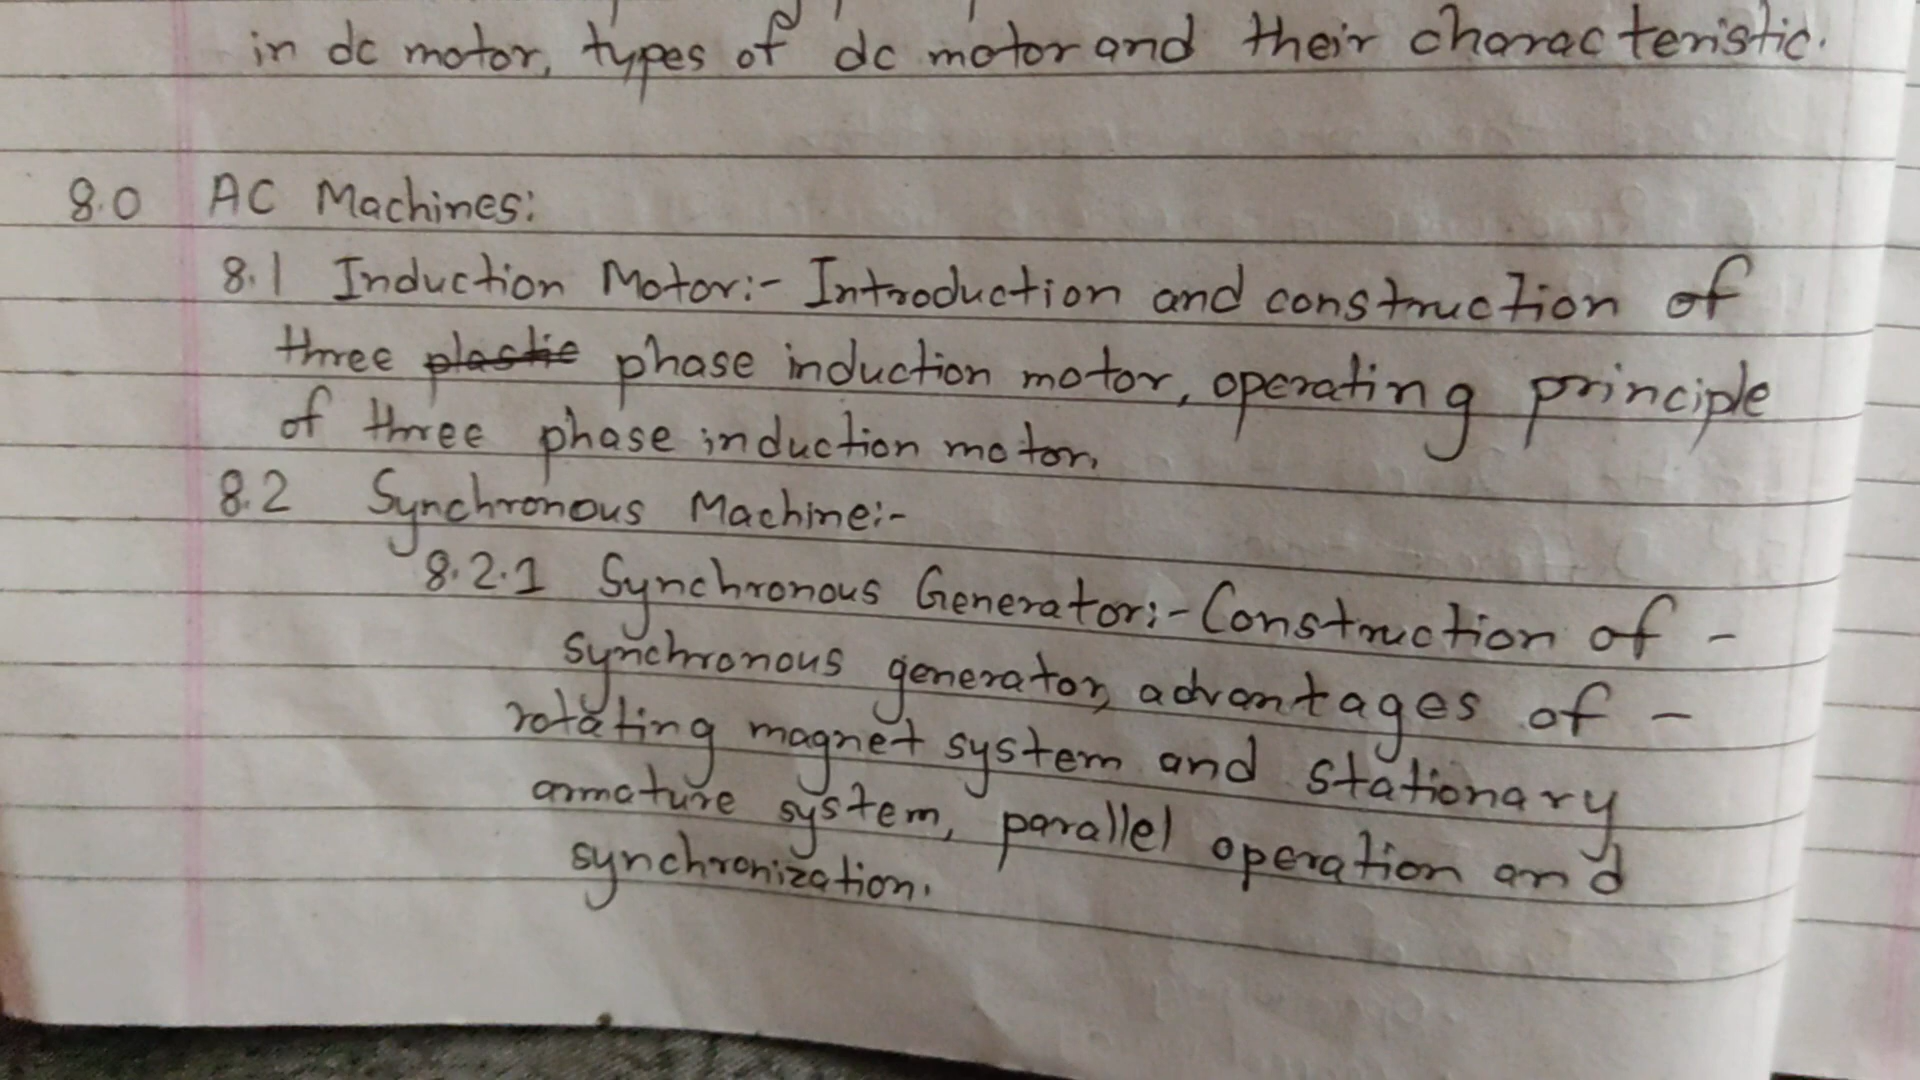 in dc motor, types of dc motor and their characteristic.
8.0 AC Machines:
8.1 Induction Motor:- Introduction and construction of
three plastic phase induction motor, operating principle
of three phase induction motor,
8.2 Synchronous Machine:-
8.2.1 Synchronous Generator:- Construction of -
synchronous generator, advantages of -
rotating magnet system and stationary
armature system, parallel operation and
synchronization.